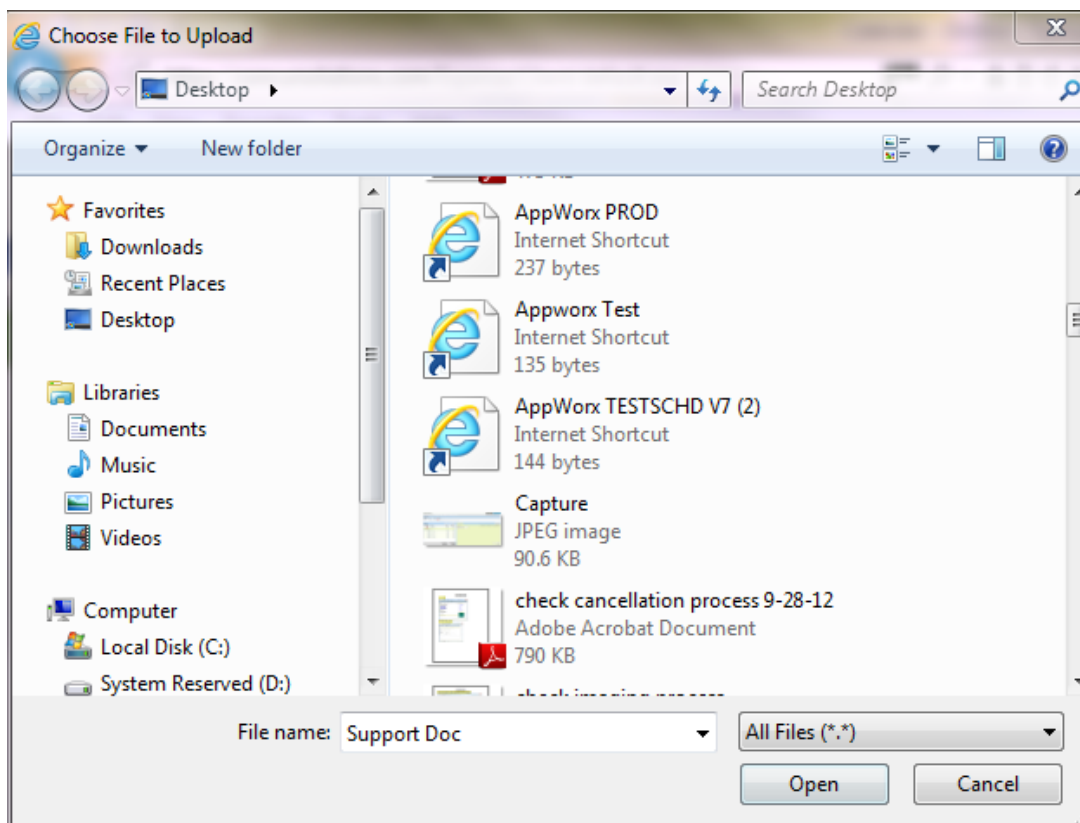 Choose File to Upload
Desktop
Search Desktop
Organize
New folder
Favorites
Downloads
Recent Places
Desktop
Libraries
Documents
Music
Pictures
Videos
Computer
Local Disk (C:)
System Reserved (D:)
AppWorx PROD
Internet Shortcut
237 bytes
Appworx Test
Internet Shortcut
135 bytes
AppWorx TESTSCHD V7 (2)
Internet Shortcut
144 bytes
Capture
JPEG image
90.6 KB
check cancellation process 9-28-12
Adobe Acrobat Document
790 KB
check imaging process
File name:
Support Doc
All Files (*.*)
Open
Cancel